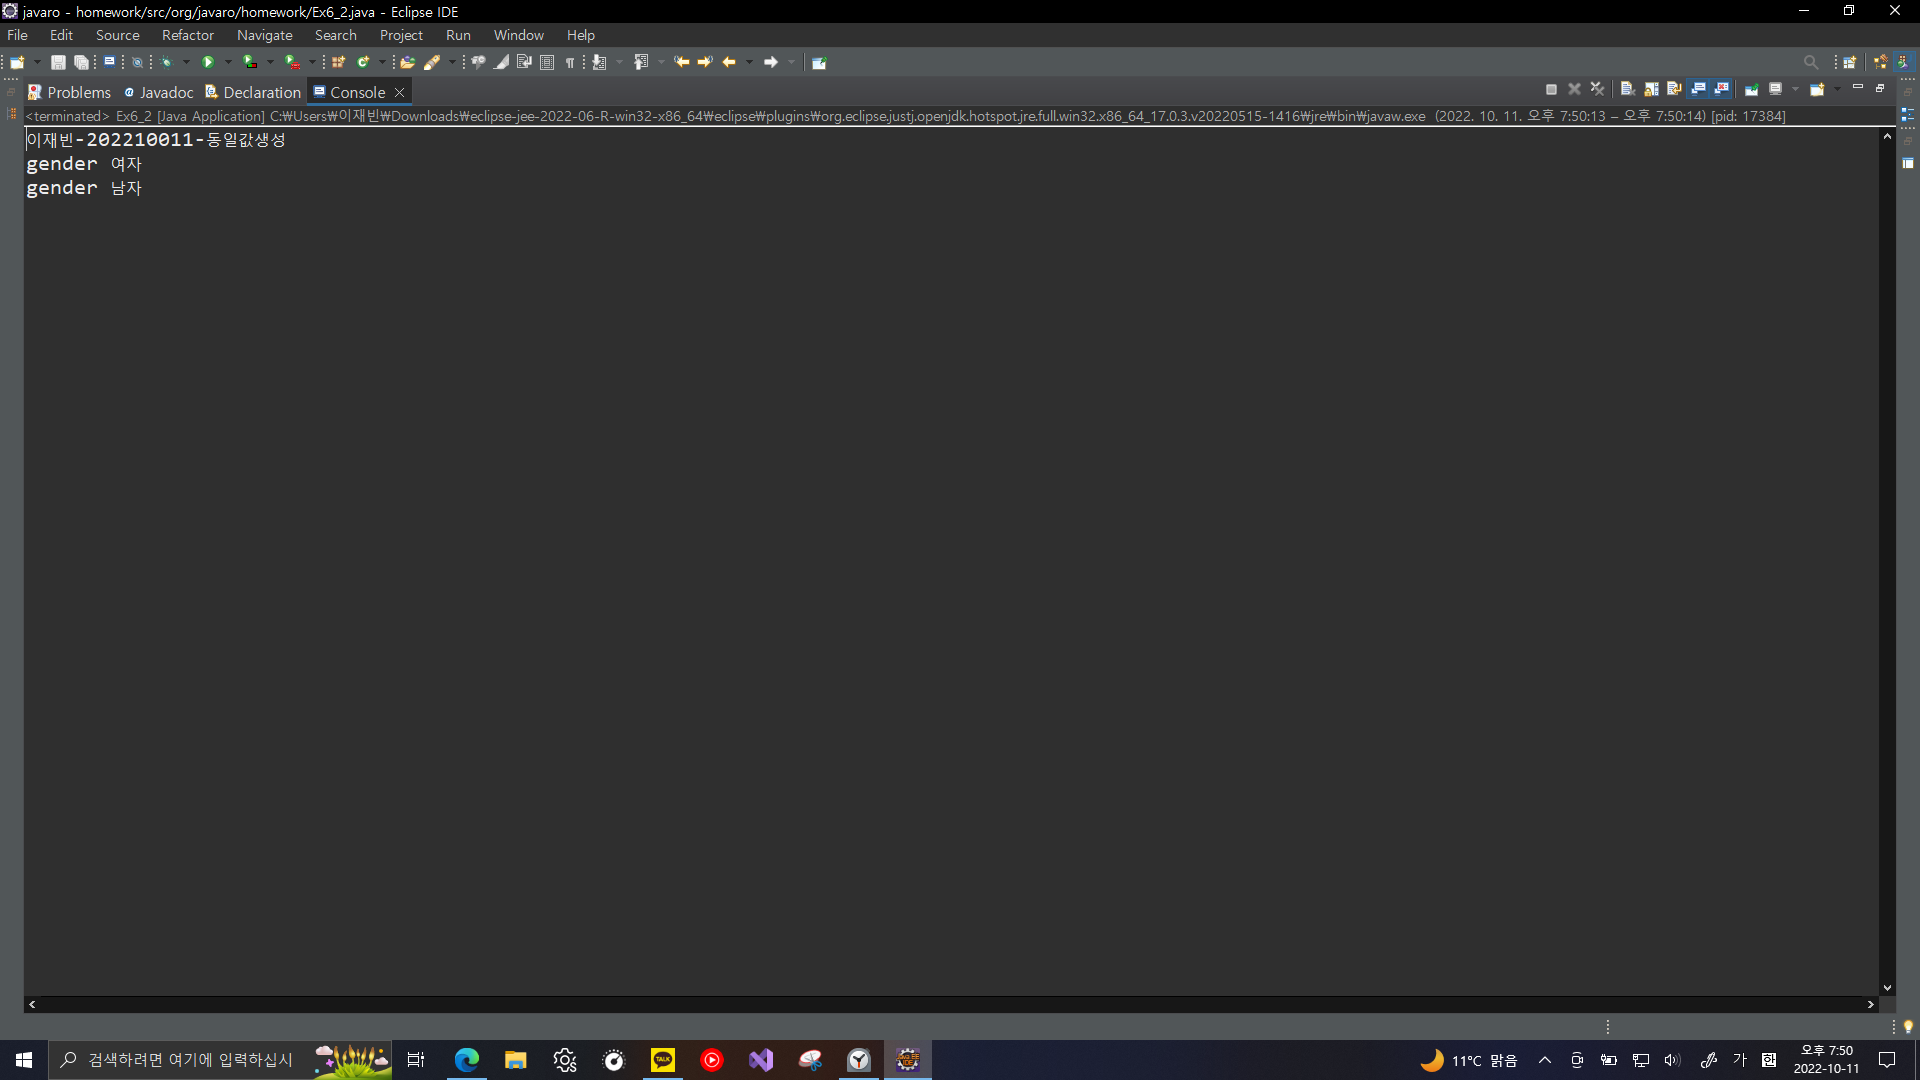 javaro - homework/src/org/javaro/homework/Ex6_2.java - Eclipse IDE
File Edit Source Refactor Navigate Search Project Run Window Help
Problems Javadoc Declaration Console
<terminated> Ex6_2 [Java Application] C:₩Users₩이재빈₩Downloads₩eclipse-jee-2022-06-R-win32-x86_64₩eclipse₩plugins₩org.eclipse.justj.openjdk.hotspot.jre.full.win32.x86_64_17.0.3.v20220515-1416₩jre₩bin₩javaw.exe (2022. 10. 11. 오후 7:50:13 – 오후 7:50:14) [pid: 17384]
이재빈-202210011-동일값생성
gender 여자
gender 남자
검색하려면 여기에 입력하십시
TALK
11°C 맑음
가
오후 7:50
2022-10-11